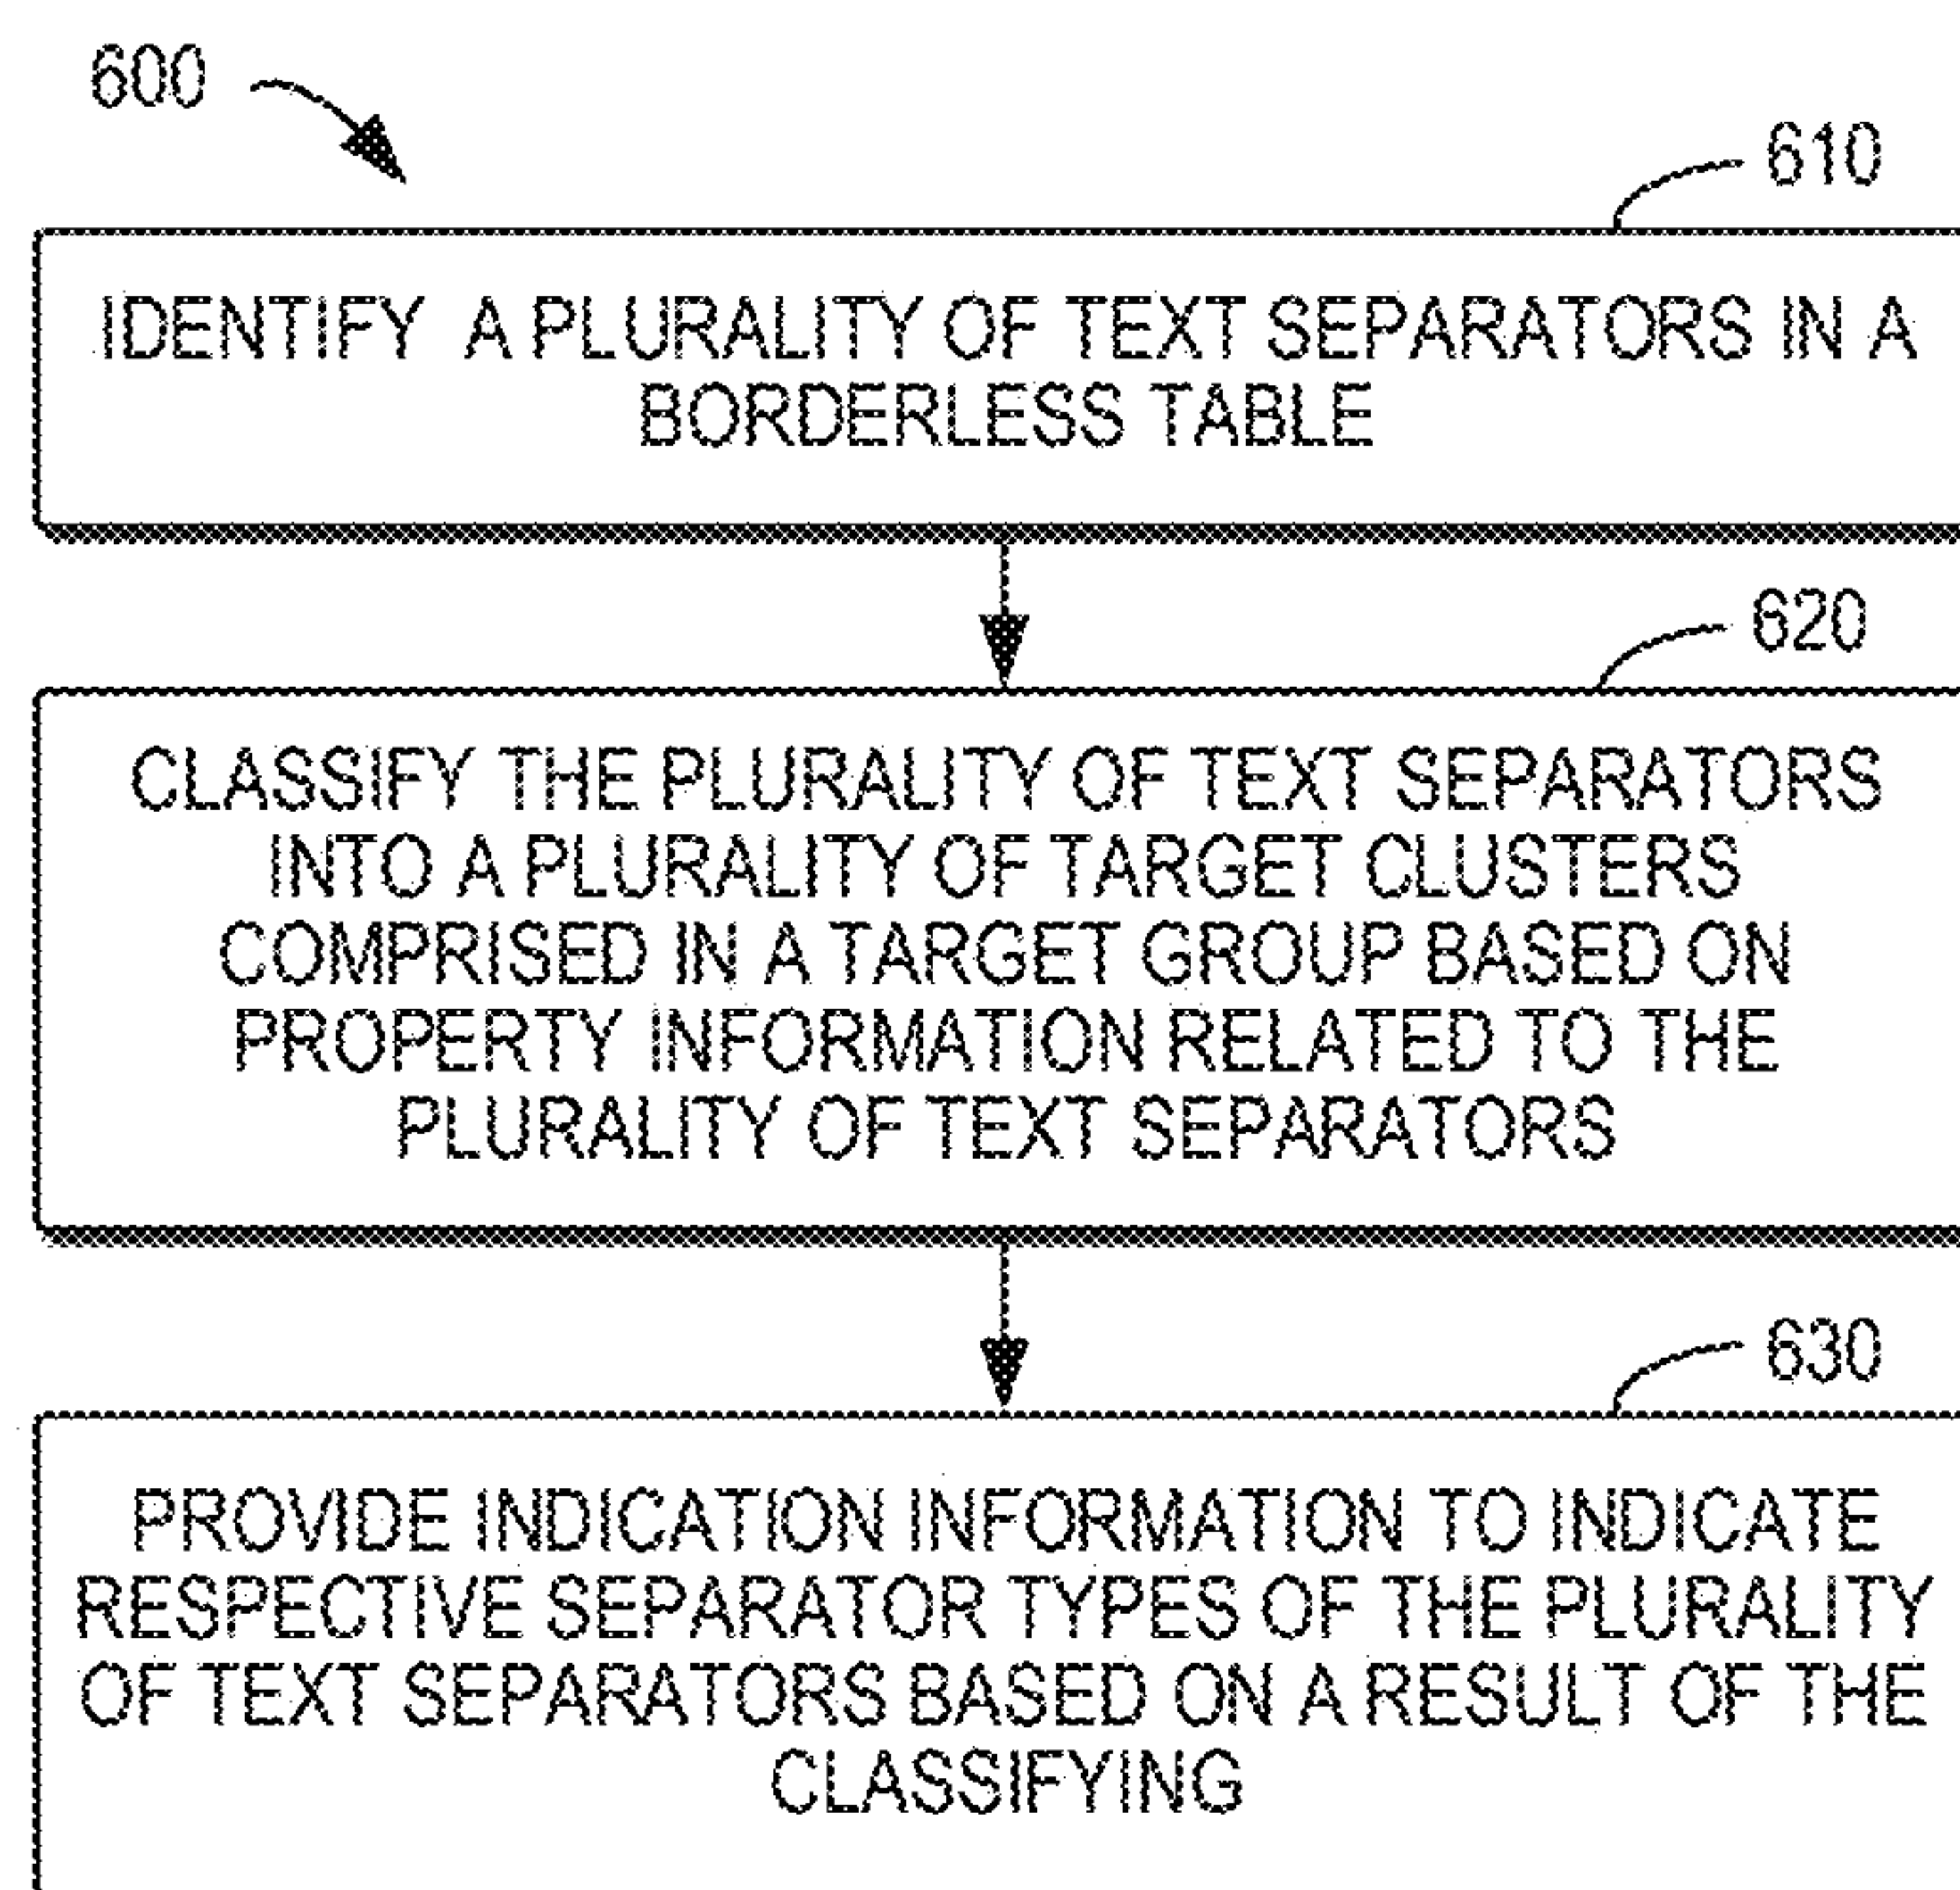 600
610
IDENTIFY A PLURALITY OF TEXT SEPARATORS IN A
BORDERLESS TABLE
620
CLASSIFY THE PLURALITY OF TEXT SEPARATORS
INTO A PLURALITY OF TARGET CLUSTERS
COMPRISED IN A TARGET GROUP BASED ON
PROPERTY INFORMATION RELATED TO THE
PLURALITY OF TEXT SEPARATORS
630
PROVIDE INDICATION INFORMATION TO INDICATE
RESPECTIVE SEPARATOR TYPES OF THE PLURALITY
OF TEXT SEPARATORS BASED ON A RESULT OF THE
CLASSIFYING